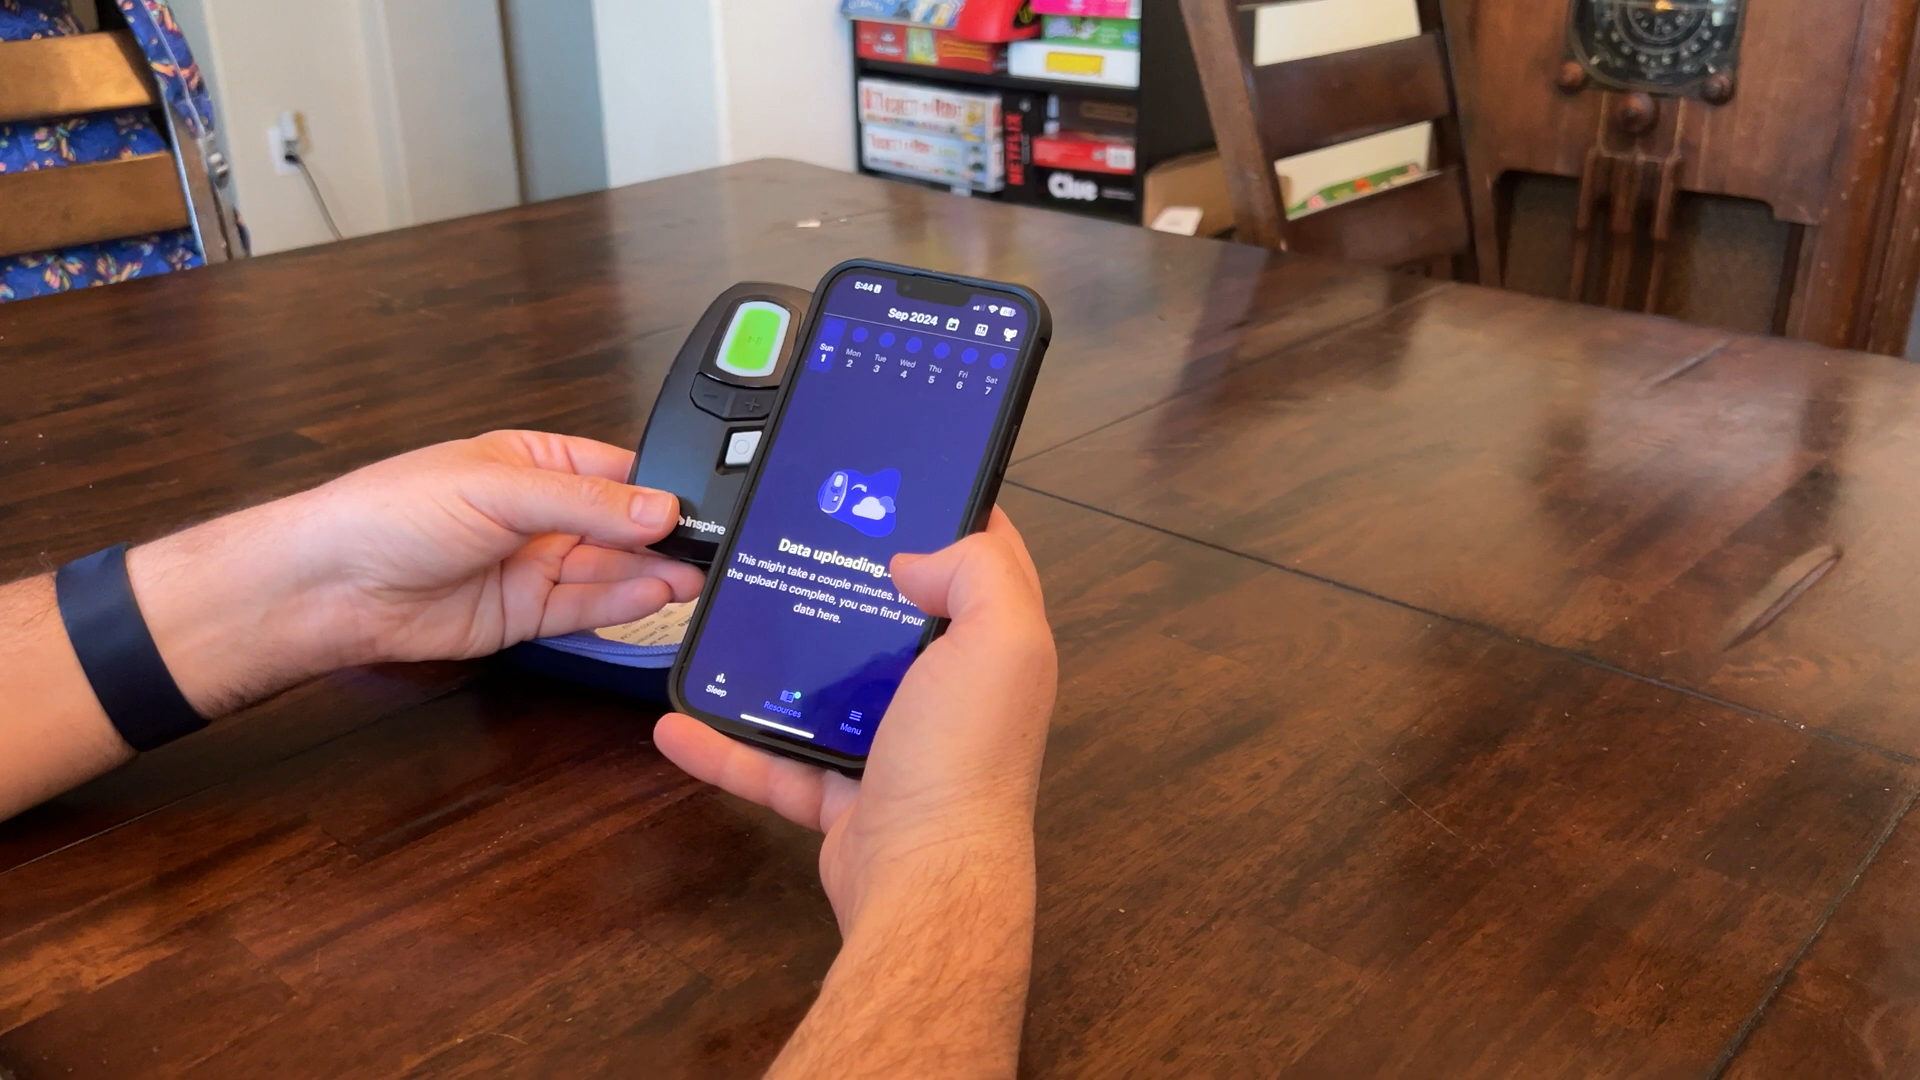 NETFLIX
Clue
5:44
Sep 2024
Sun Mon Tue Wed Thu Fri Sat
1 2 3 4 5 6 7
Inspire
Data uploading..
This might take a couple minutes.
the upload is complete, you can find your
data here.
Sleep
Resources
Menu